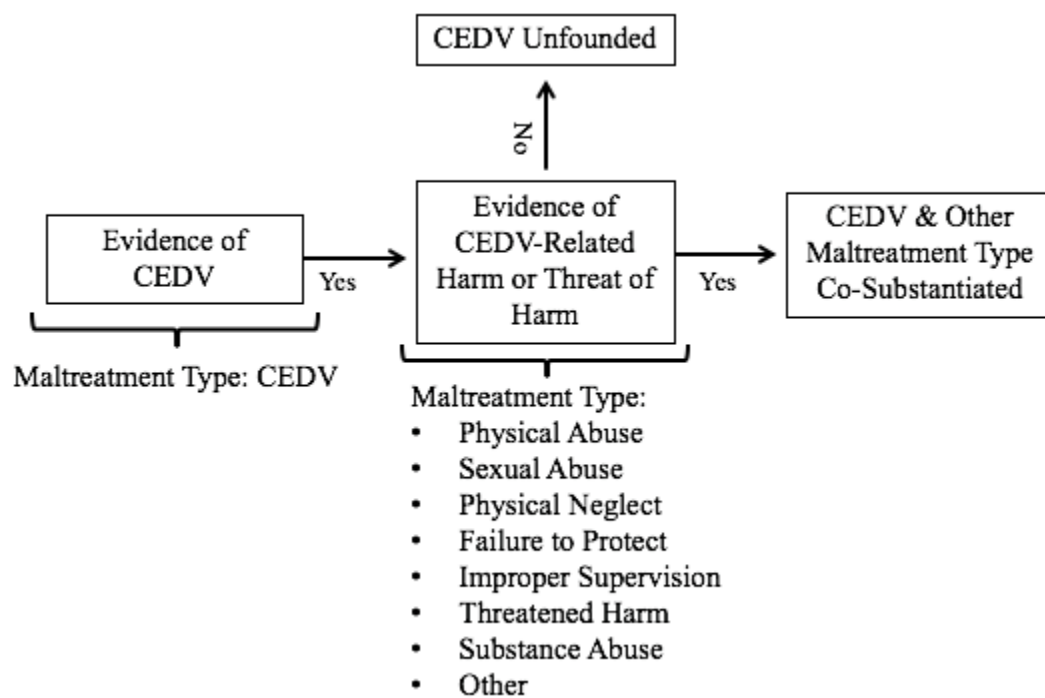 CEDV Unfounded
No
Evidence of
CEDV
Yes
Evidence of
CEDV-Related
Harm or Threat of
Harm
Yes
CEDV & Other
Maltreatment Type
Co-Substantiated
Maltreatment Type: CEDV
Maltreatment Type:
• Physical Abuse
• Sexual Abuse
• Physical Neglect
• Failure to Protect
• Improper Supervision
• Threatened Harm
• Substance Abuse
• Other